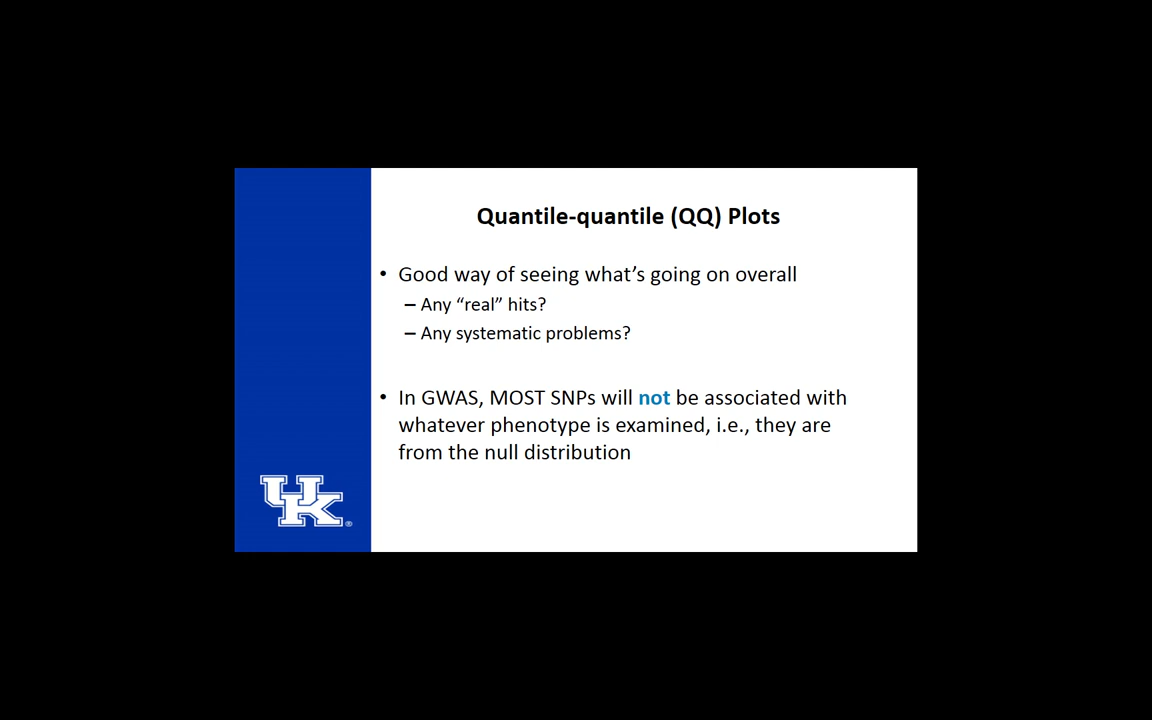 Quantile-quantile (QQ) Plots
• Good way of seeing what’s going on overall
– Any “real” hits?
– Any systematic problems?
• In GWAS, MOST SNPs will not be associated with
whatever phenotype is examined, i.e., they are
from the null distribution
UK®